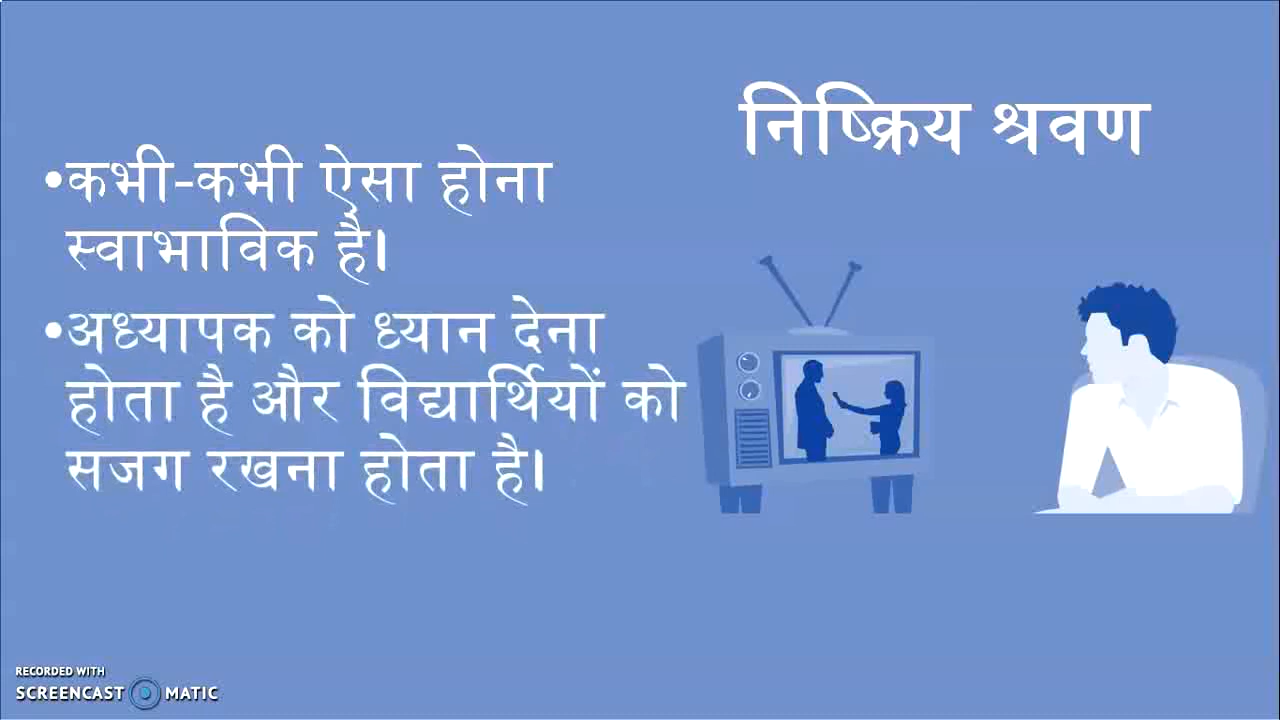 निष्क्रिय श्रवण
•कभी-कभी ऐसा होना
स्वाभाविक है।
•अध्यापक को ध्यान देना
होता है और विद्यार्थियों को
सजग रखना होता है।
RECORDED WITH
SCREENCAST MATIC